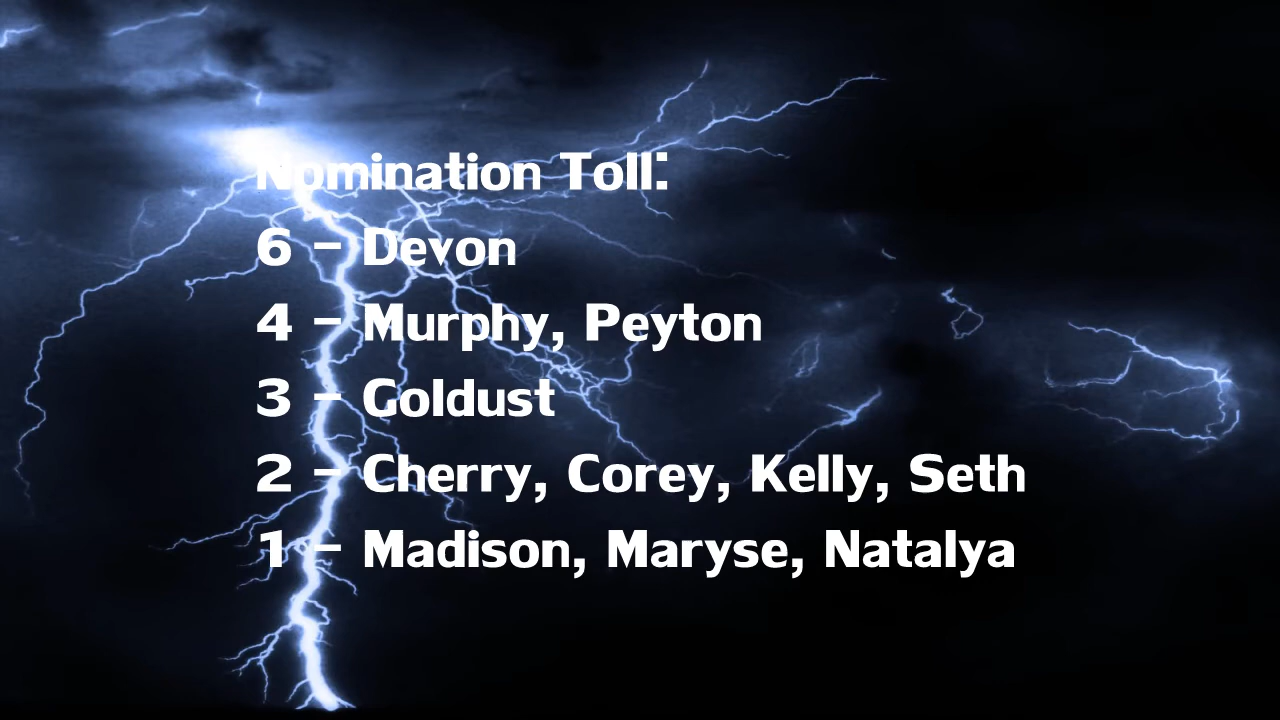 Nomination Toll:
6 - Devon
4 - Murphy, Peyton
3 - Goldust
2 - Cherry, Corey, Kelly, Seth
1 - Madison, Maryse, Natalya